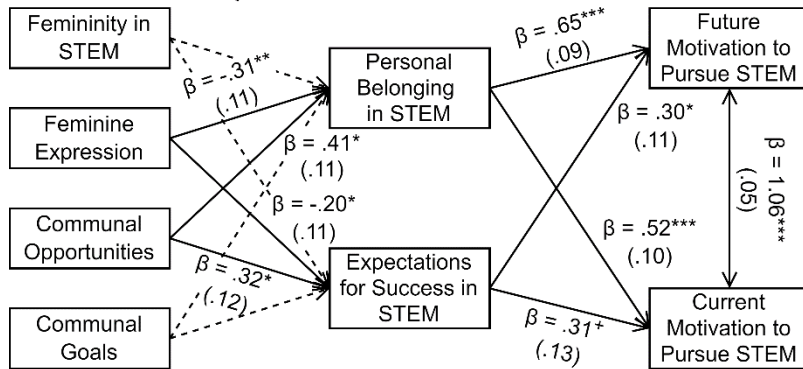 Femininity in
STEM
Feminine
Expression
Communal
Opportunities
Communal
Goals
β = -.31**
(.11)
β = .41*
(.11)
β = -.20*
(.11)
β = .32*
(.12)
Personal
Belonging
in STEM
Expectations
for Success in
STEM
β = .65***
(.09)
β = .30*
(.11)
β = .52***
(.10)
β = .31⁺
(.13)
Future
Motivation to
Pursue STEM
β = 1.06***
(.05)
Current
Motivation to
Pursue STEM